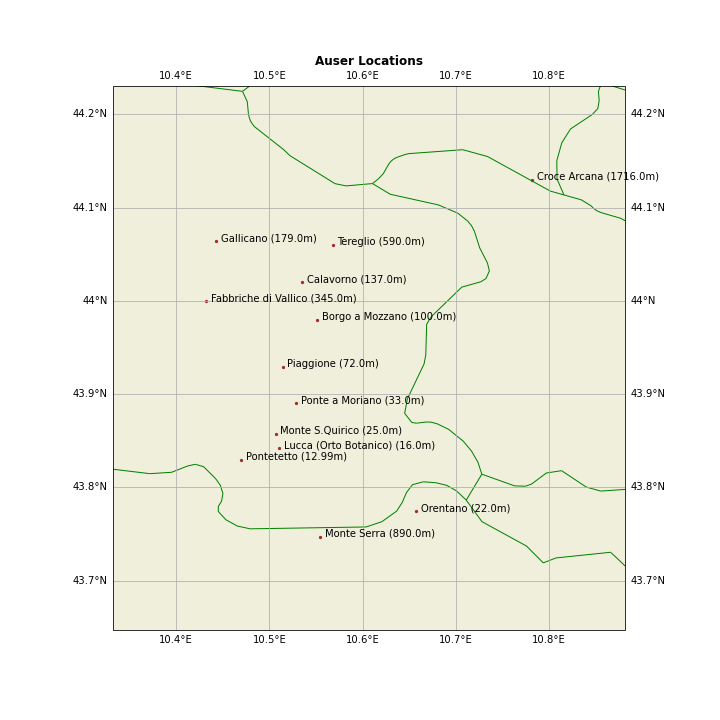 Auser Locations
10.4°E 10.5°E 10.6°E 10.7°E 10.8°E
44.2°N 44.2°N
Croce Arcana (1716.0m)
44.1°N 44.1°N
Gallicano (179.0m)
Tereglio (590.0m)
Calavorno (137.0m)
Fabbriche di Vallico (345.0m)
44°N 44°N
Borgo a Mozzano (100.0m)
Piaggione (72.0m)
43.9°N 43.9°N
Ponte a Moriano (33.0m)
Monte S.Quirico (25.0m)
Lucca (Orto Botanico) (16.0m)
Pontetetto (12.99m)
43.8°N 43.8°N
Orentano (22.0m)
Monte Serra (890.0m)
43.7°N 43.7°N
10.4°E 10.5°E 10.6°E 10.7°E 10.8°E